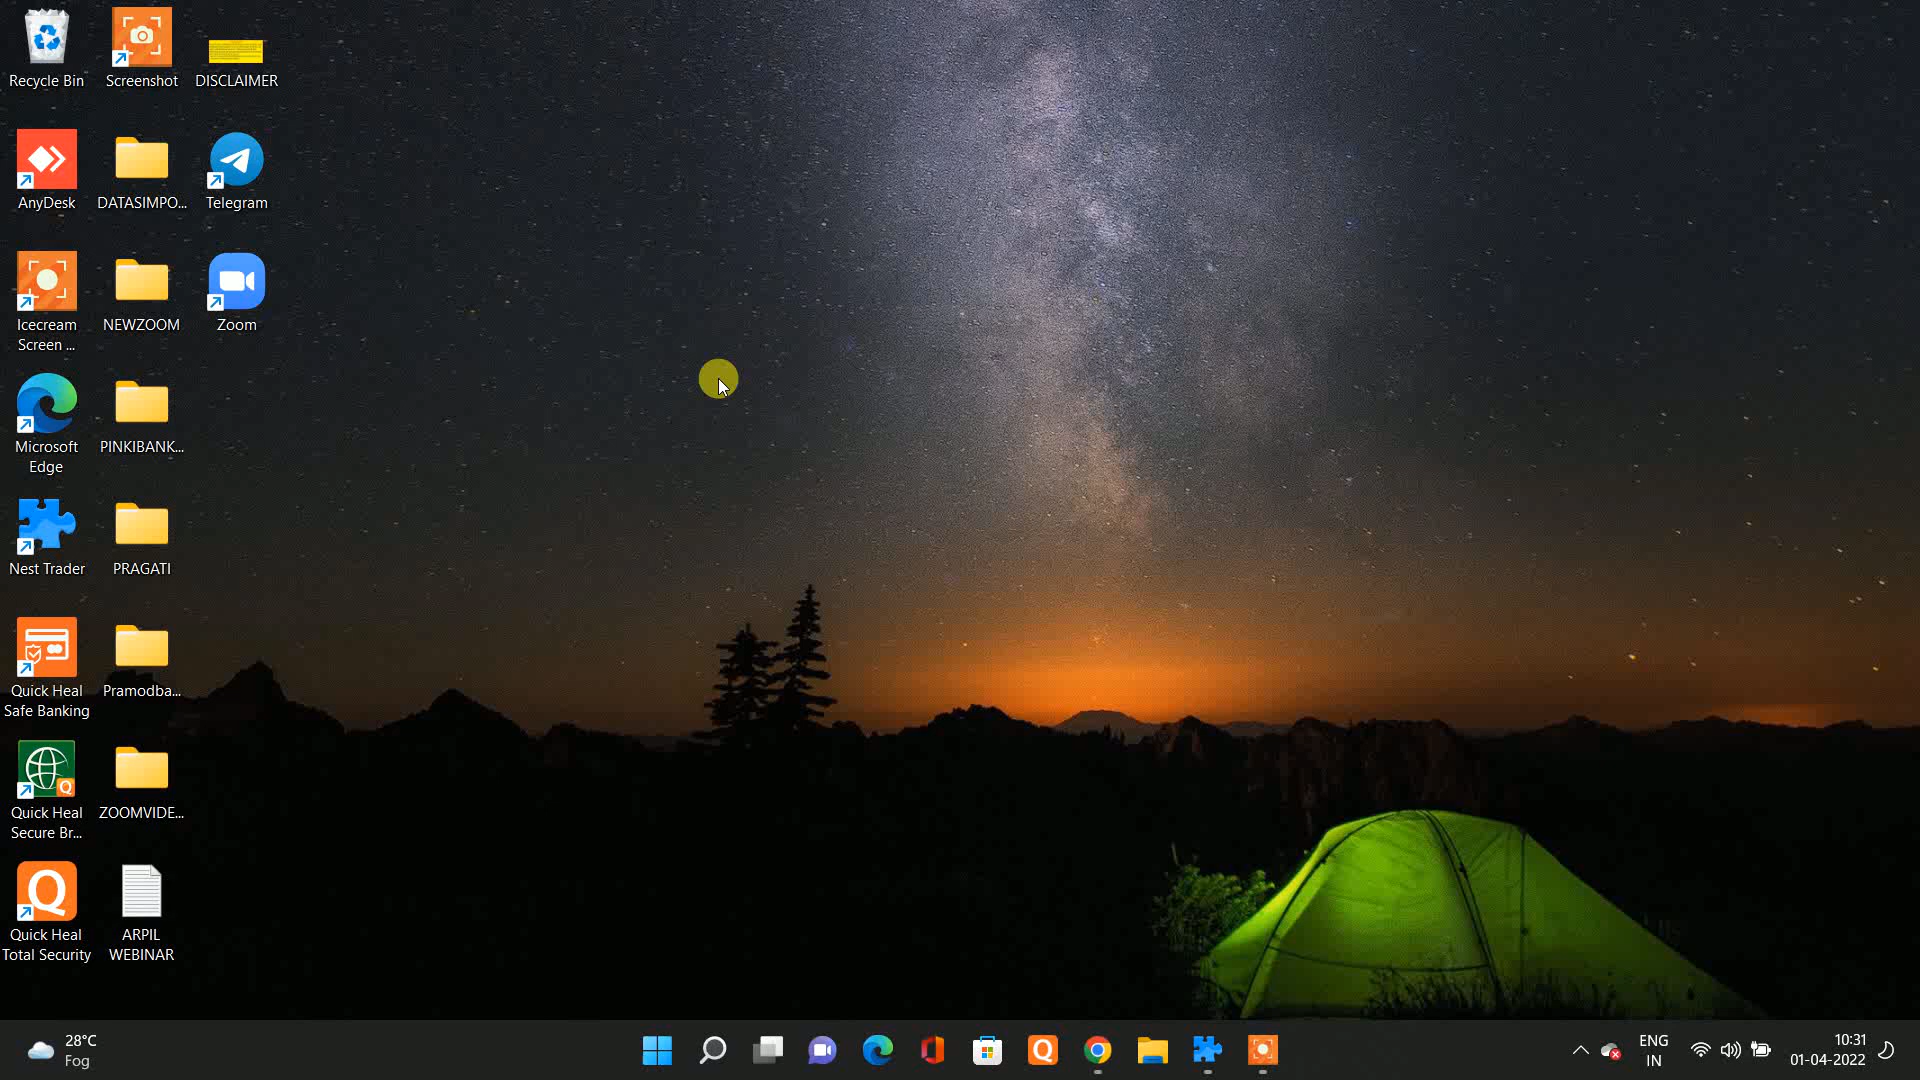 Recycle Bin
Screenshot
DISCLAIMER
AnyDesk
DATASIMPO...
Telegram
Icecream
Screen ...
NEWZOOM
Zoom
Microsoft
Edge
PINKIBANK...
Nest Trader
PRAGATI
Quick Heal
Safe Banking
Pramodba...
Quick Heal
Secure Br...
ZOOMVIDE...
Quick Heal
Total Security
ARPIL
WEBINAR
28°C
Fog
ENG
IN
10:31
01-04-2022